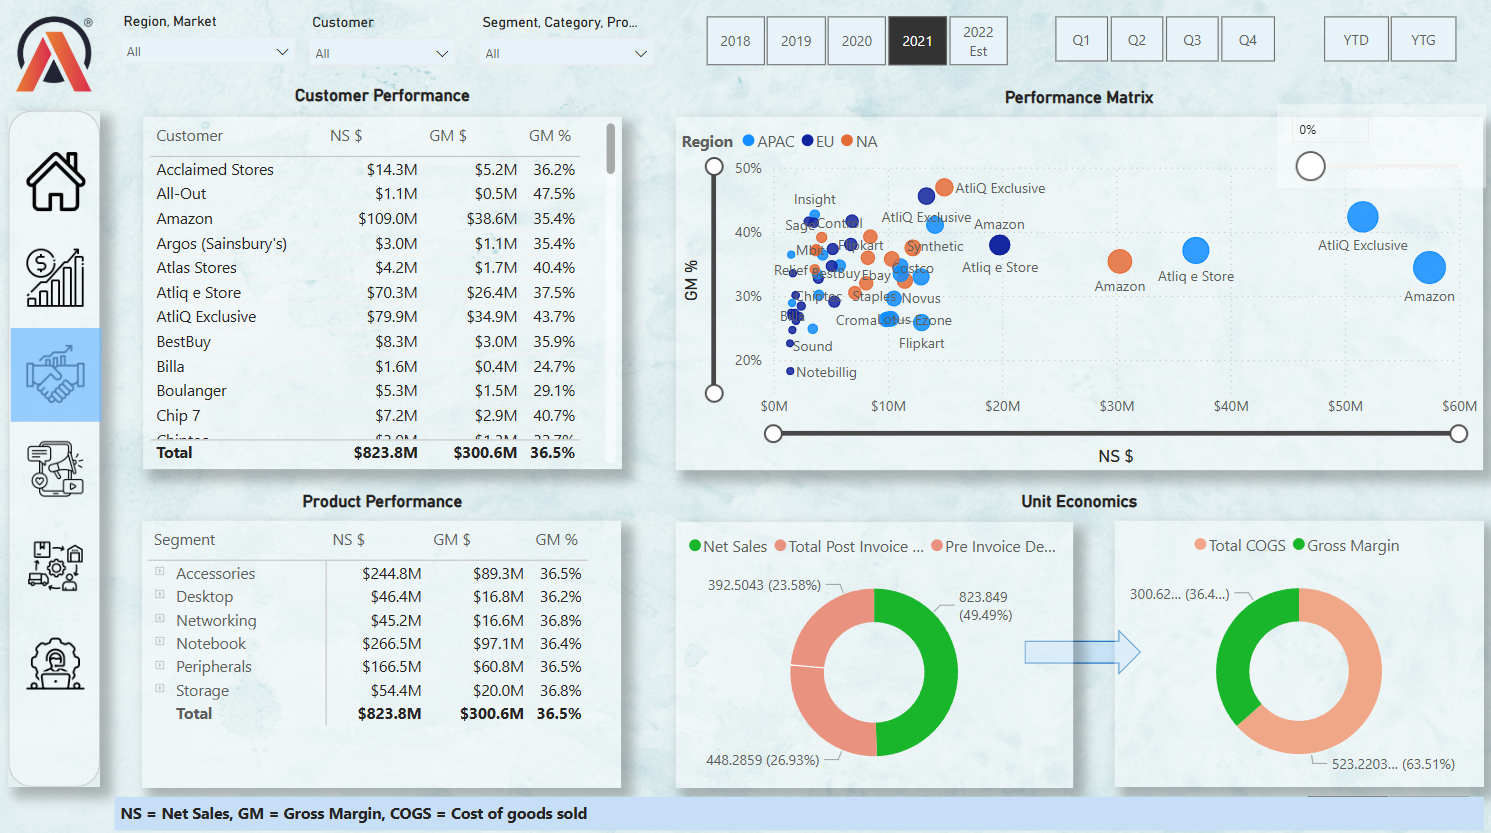 ®
Region, Market
Customer
Segment, Category, Pro...
All
All
All
2018
2019
2020
2021
2022
Est
Q1
Q2
Q3
Q4
YTD
YTG
Customer Performance
Customer NS $ GM $ GM %
Acclaimed Stores $14.3M $5.2M 36.2%
All-Out $1.1M $0.5M 47.5%
Amazon $109.0M $38.6M 35.4%
Argos (Sainsbury's) $3.0M $1.1M 35.4%
Atlas Stores $4.2M $1.7M 40.4%
Atliq e Store $70.3M $26.4M 37.5%
AtliQ Exclusive $79.9M $34.9M 43.7%
BestBuy $8.3M $3.0M 35.9%
Billa $1.6M $0.4M 24.7%
Boulanger $5.3M $1.5M 29.1%
Chip 7 $7.2M $2.9M 40.7%
Total $823.8M $300.6M 36.5%
Performance Matrix
0%
Region APAC EU NA
GM %
50%
40%
30%
20%
Insight
AtliQ Exclusive
Sage
Control
AtliQ Exclusive
Amazon
AtliQ Exclusive
Mbit
Flipkart
Synthetic
Relief
BestBuy
Ebay
Costco
Atliq e Store
Atliq e Store
Amazon
Amazon
Chiptec
Staples
Novus
Billa
Croma
Lotus
Ezone
Sound
Flipkart
Notebillig
$0M $10M $20M $30M $40M $50M $60M
NS $
Product Performance
Segment NS $ GM $ GM %
Accessories $244.8M $89.3M 36.5%
Desktop $46.4M $16.8M 36.2%
Networking $45.2M $16.6M 36.8%
Notebook $266.5M $97.1M 36.4%
Peripherals $166.5M $60.8M 36.5%
Storage $54.4M $20.0M 36.8%
Total $823.8M $300.6M 36.5%
Unit Economics
Net Sales Total Post Invoice ... Pre Invoice De...
392.5043 (23.58%)
823.849
(49.49%)
448.2859 (26.93%)
Total COGS Gross Margin
300.62... (36.4...)
523.2203... (63.51%)
NS = Net Sales, GM = Gross Margin, COGS = Cost of goods sold